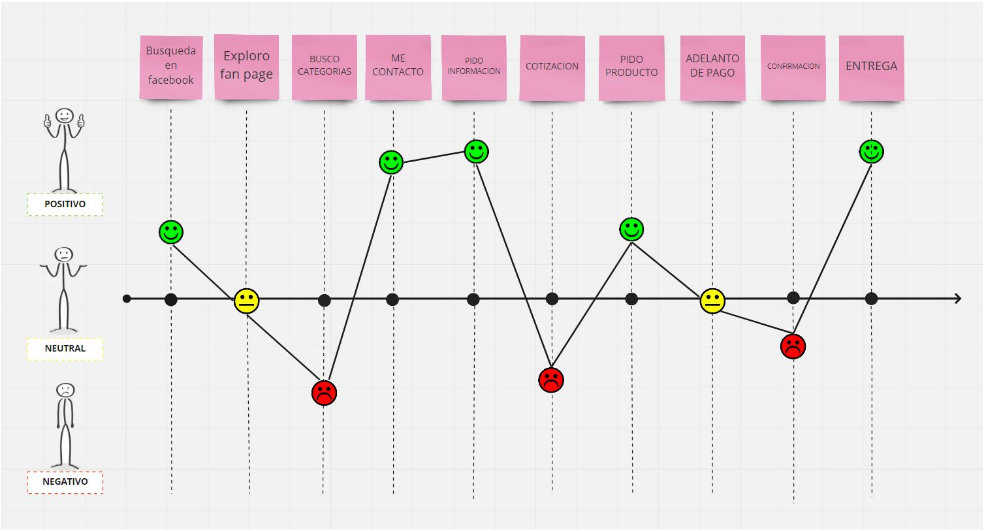 Busqueda
en
facebook
Exploro
fan page
BUSCO
CATEGORIAS
ME
CONTACTO
PIDO
INFORMACION
COTIZACION
PIDO
PRODUCTO
ADELANTO
DE PAGO
CONFIRMACION
ENTREGA
POSITIVO
NEUTRAL
NEGATIVO